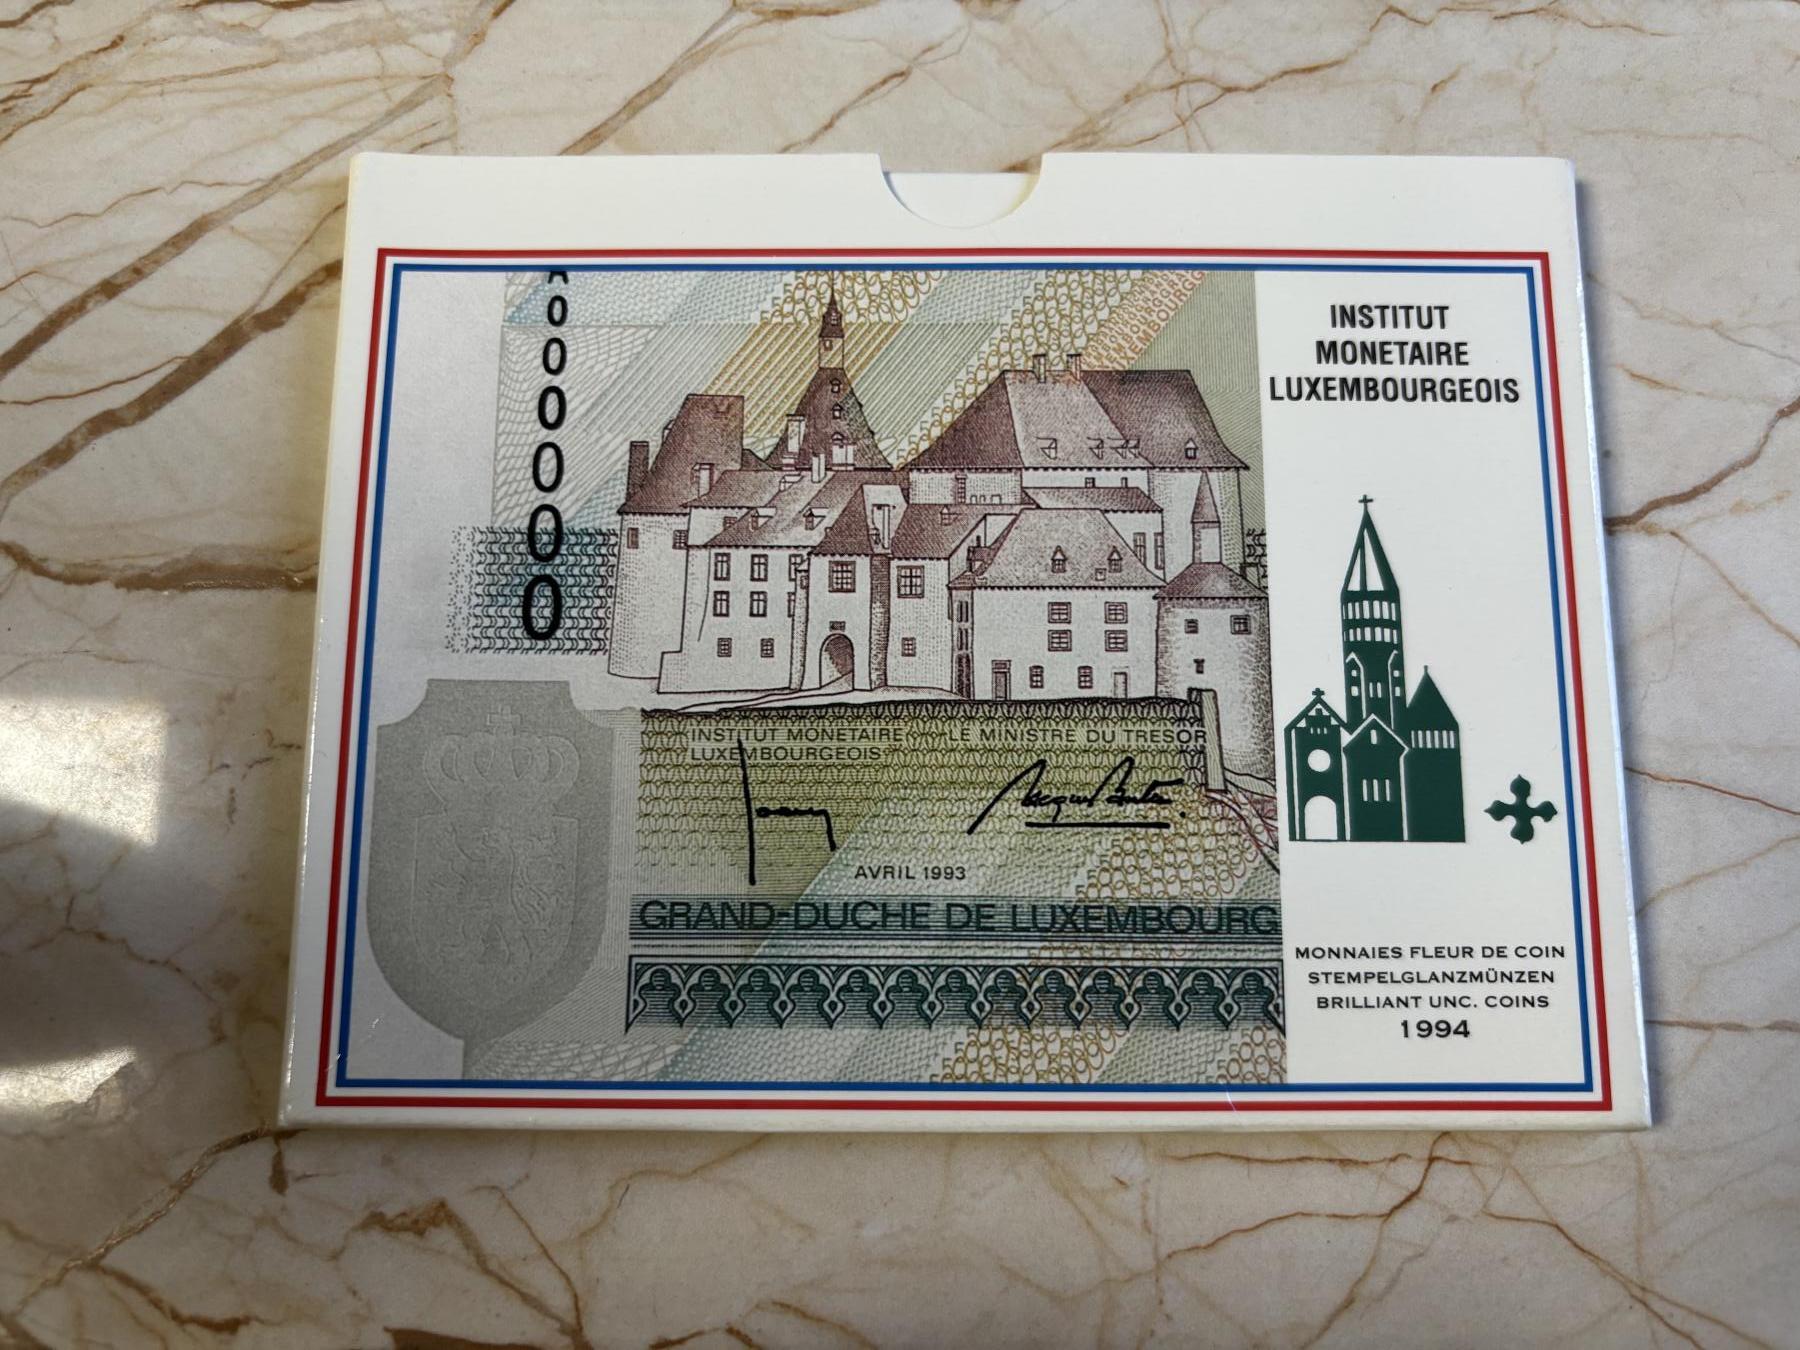 A000000
INSTITUT
MONETAIRE
LUXEMBOURGEOIS
INSTITUT MONETAIRE
LUXEMBOURGEOIS
LE MINISTRE DU TRESOR
AVRIL 1993
GRAND-DUCHE DE LUXEMBOURG
MONNAIES FLEUR DE COIN
STEMPELGLANZMÜNZEN
BRILLIANT UNC. COINS
1994